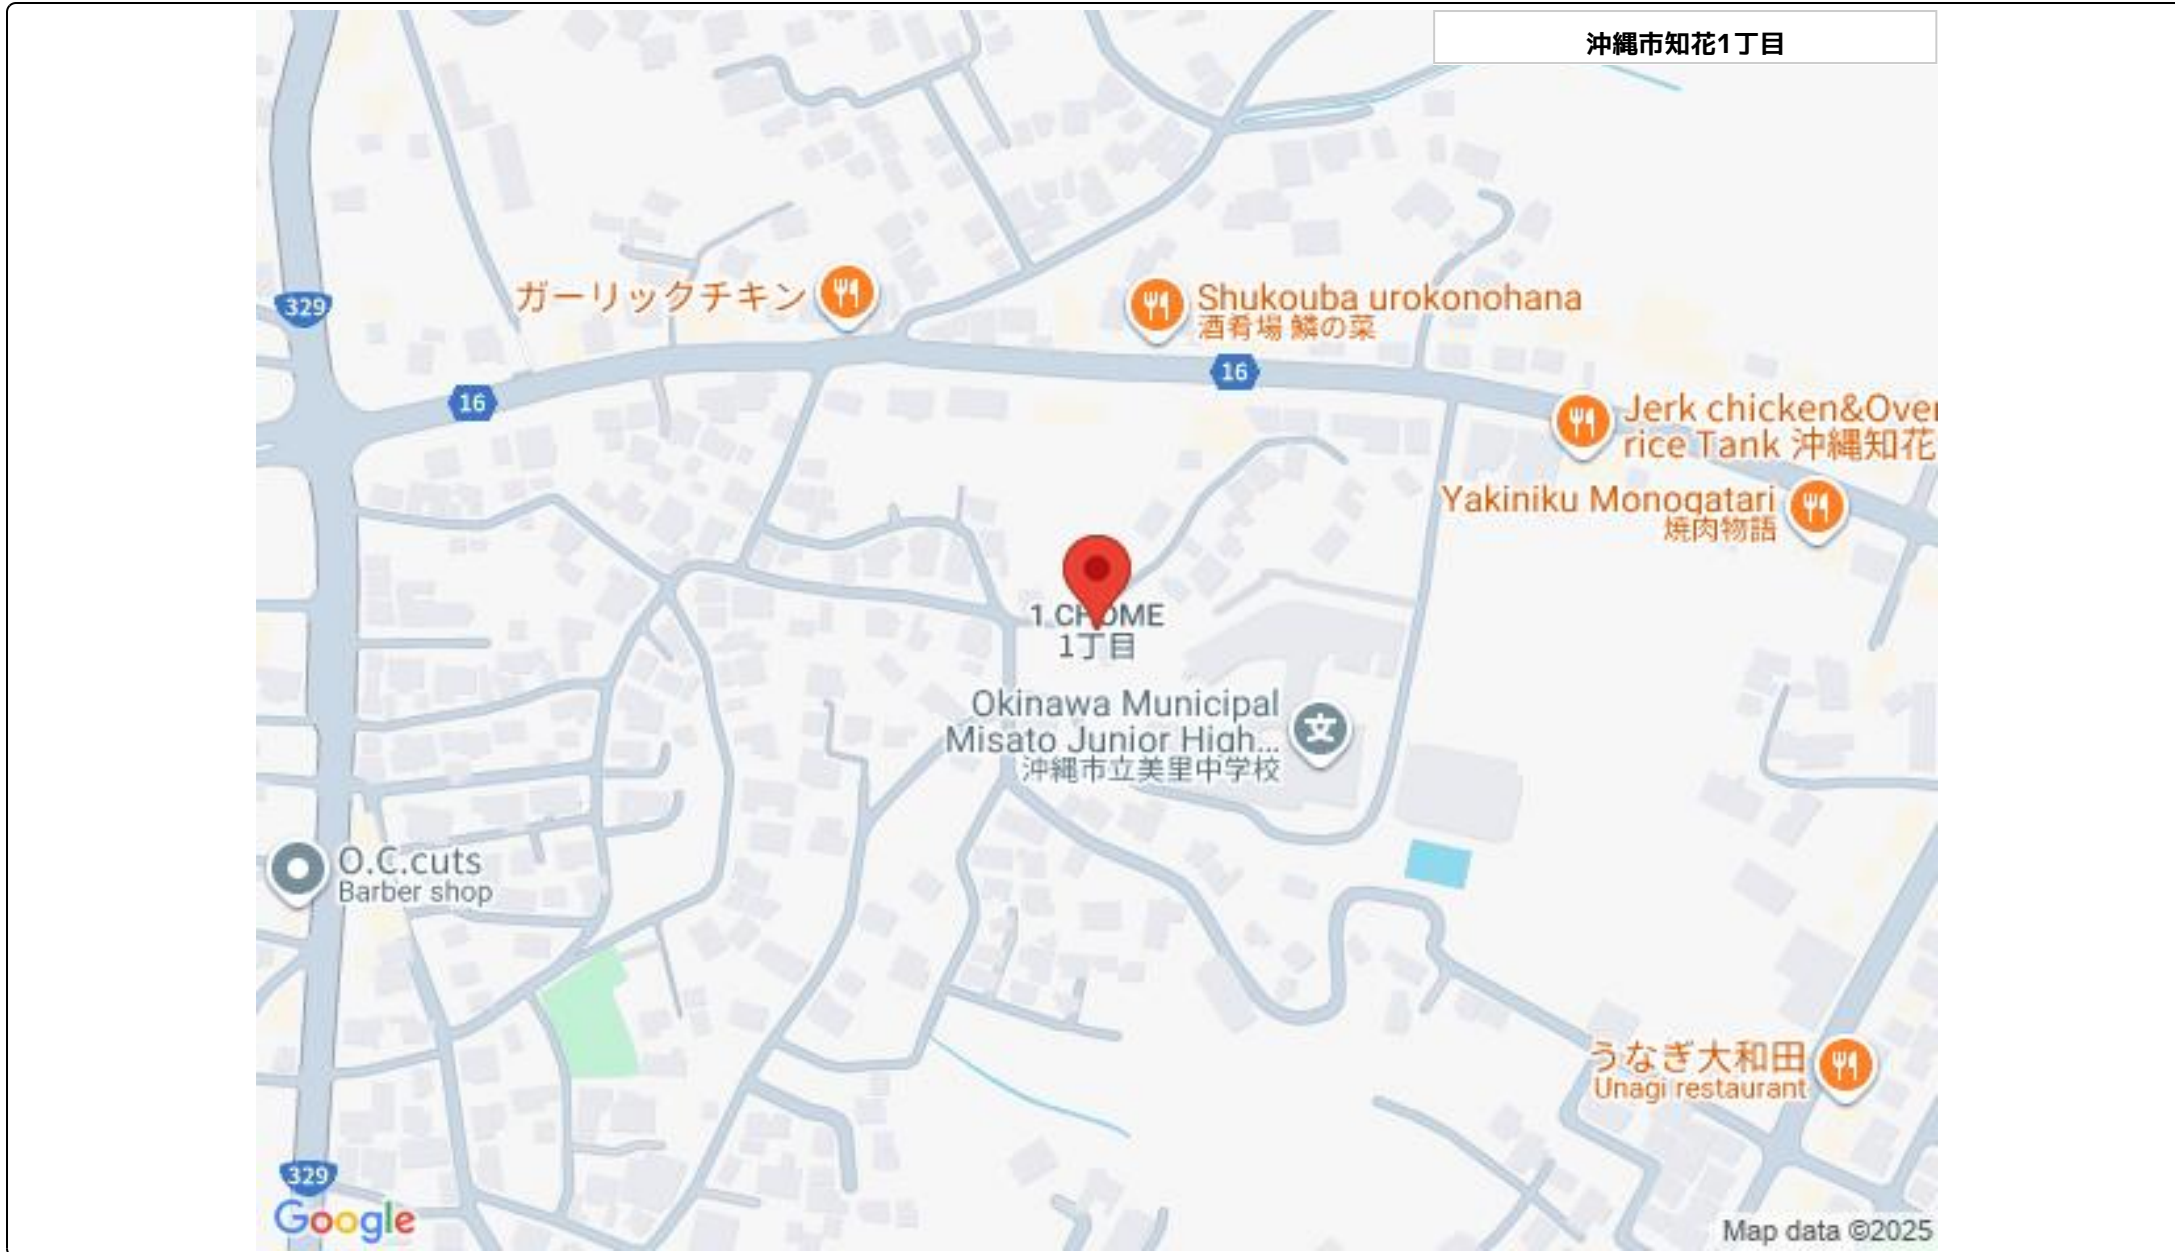 沖縄市知花1丁目
329
ガーリックチキン
Shukouba urokonohana
酒肴場 鱗の菜
16
16
Jerk chicken&Over
rice Tank 沖縄知花
Yakiniku Monogatari
焼肉物語
1 CHOME
1丁目
Okinawa Municipal
Misato Junior High...
沖縄市立美里中学校
文
O.C.cuts
Barber shop
うなぎ大和田
Unagi restaurant
329
Google
Map data ©2025